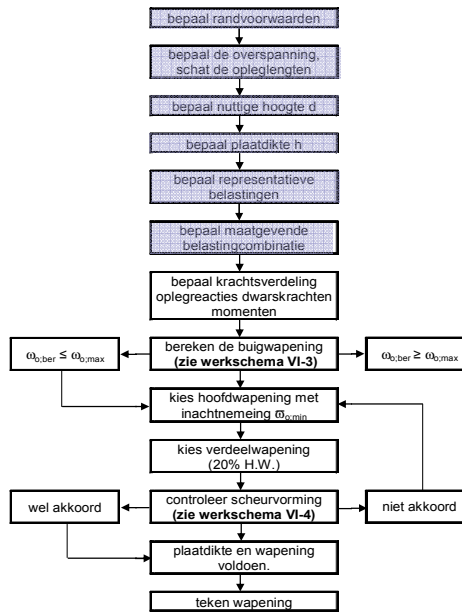 bepaal randvoorwaarden
bepaal de overspanning,
schat de opleglengten
bepaal nuttige hoogte d
bepaal plaatdikte h
bepaal representatieve
belastingen
bepaal maatgevende
belastingcombinatie
bepaal krachtsverdeling
oplegreacties dwarskrachten
momenten
ω₀;ber ≤ ω₀;max
bereken de buigwapening
(zie werkschema VI-3)
ω₀;ber ≥ ω₀;max
kies hoofdwapening met
inachtnemeing ϖ₀;min
kies verdeelwapening
(20% H.W.)
wel akkoord
controleer scheurvorming
(zie werkschema VI-4)
niet akkoord
plaatdikte en wapening
voldoen.
teken wapening